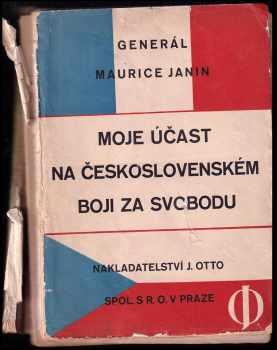 GENERÁL
MAURICE JANIN
MOJE ÚČAST
NA ČESKOSLOVENSKÉM
BOJI ZA SVOBODU
NAKLADATELSTVÍ J. OTTO
SPOL. S R. O. V PRAZE